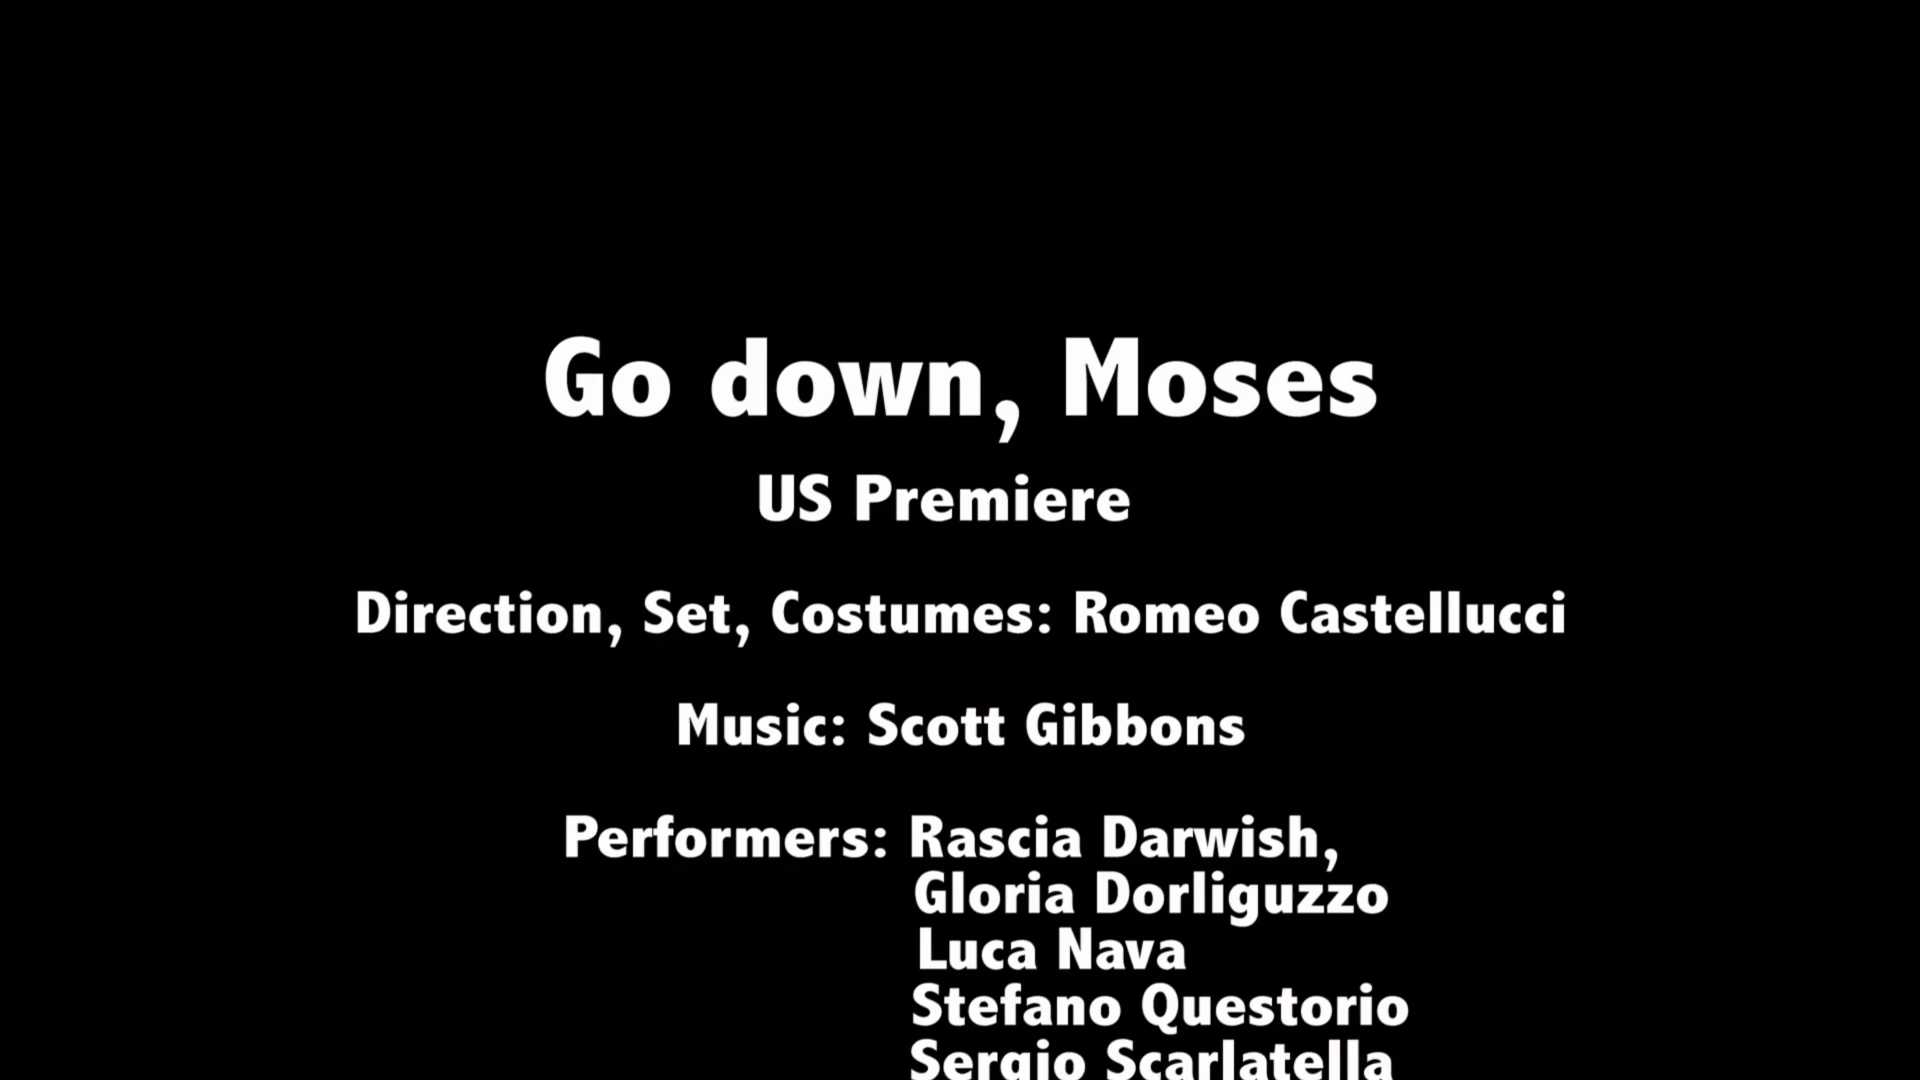 Go down, Moses
US Premiere
Direction, Set, Costumes: Romeo Castellucci
Music: Scott Gibbons
Performers: Rascia Darwish,
Gloria Dorliguzzo
Luca Nava
Stefano Questorio
Sergio Scarlatella